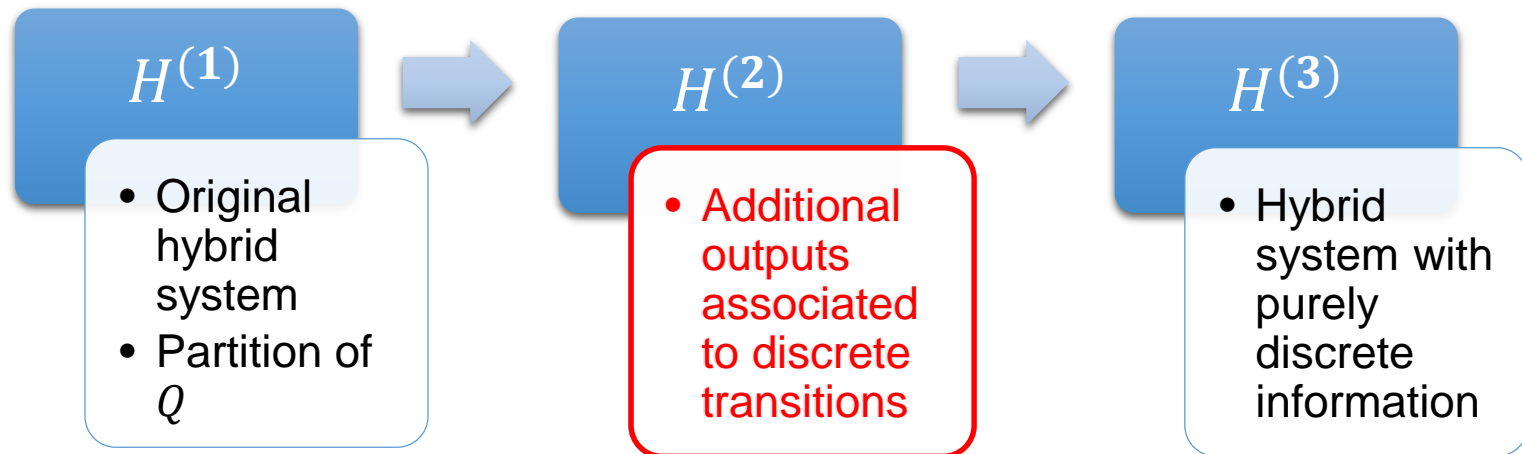 H^(1)
• Original
hybrid
system
• Partition of
Q
H^(2)
• Additional
outputs
associated
to discrete
transitions
H^(3)
• Hybrid
system with
purely
discrete
information